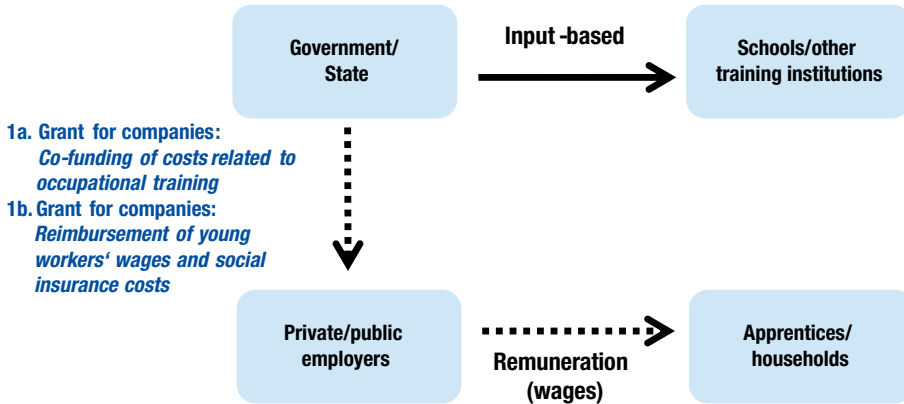 Government/
State
Input -based
Schools/other
training institutions
1a. Grant for companies:
Co-funding of costs related to
occupational training
1b. Grant for companies:
Reimbursement of young
workers‘ wages and social
insurance costs
Private/public
employers
Remuneration
(wages)
Apprentices/
households